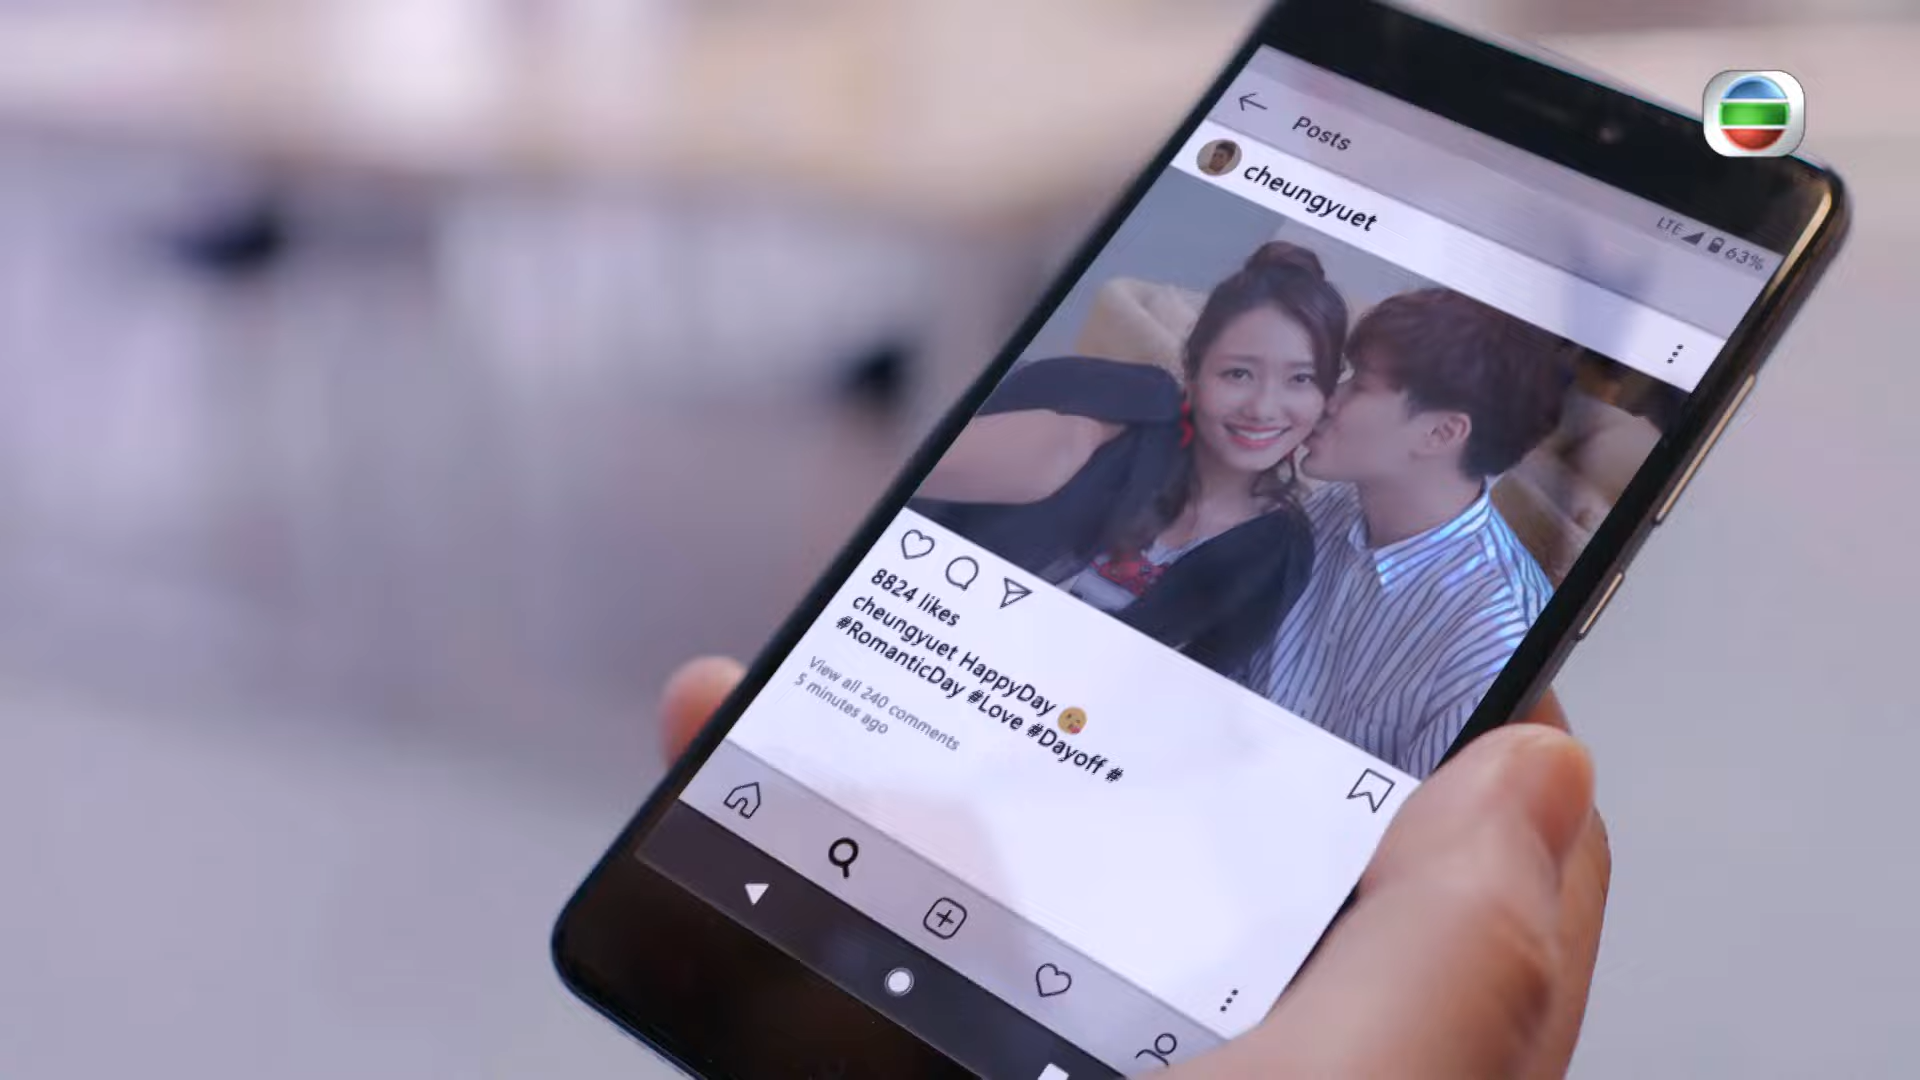 LTE 63%
Posts
cheungyuet
8824 likes
cheungyuet HappyDay 😘
#RomanticDay #Love #Dayoff #
View all 240 comments
5 minutes ago